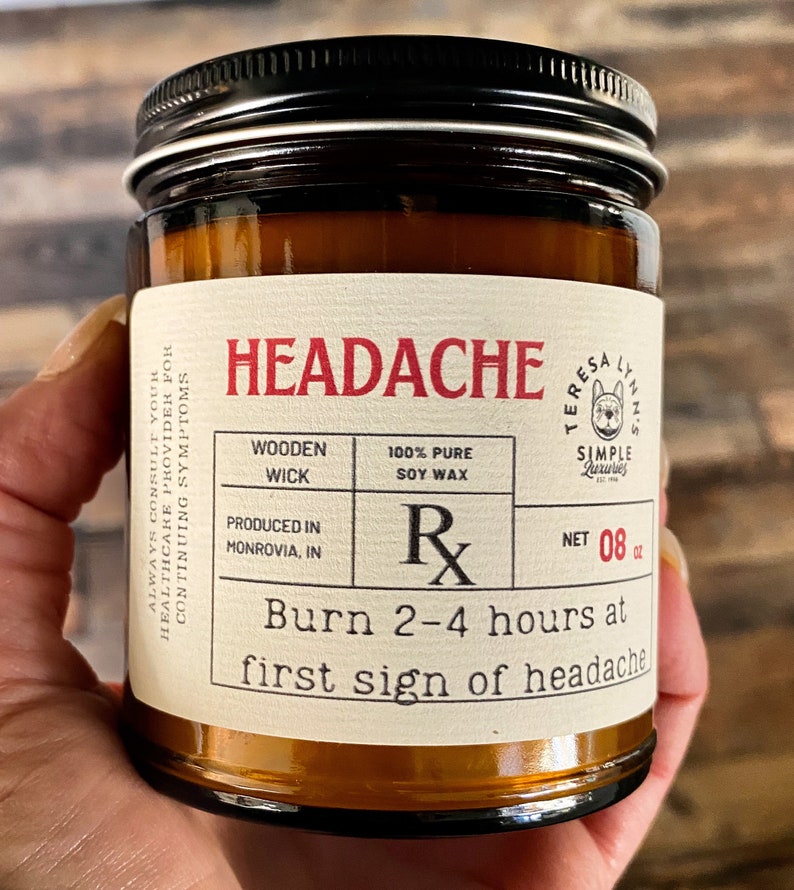 HEADACHE
TERESA LYNN'S
SIMPLE
Luxuries
EST. 1946
WOODEN
WICK
100% PURE
SOY WAX
PRODUCED IN
MONROVIA, IN
Rx
NET 08 OZ
Burn 2-4 hours at
first sign of headache
ALWAYS CONSULT YOUR
HEALTHCARE PROVIDER FOR
CONTINUING SYMPTOMS